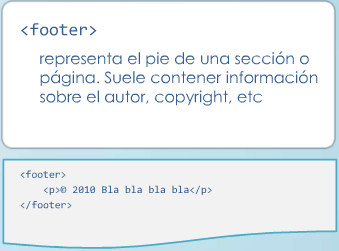 <footer>
representa el pie de una sección o
página. Suele contener información
sobre el autor, copyright, etc
<footer>
<p>© 2010 Bla bla bla bla</p>
</footer>